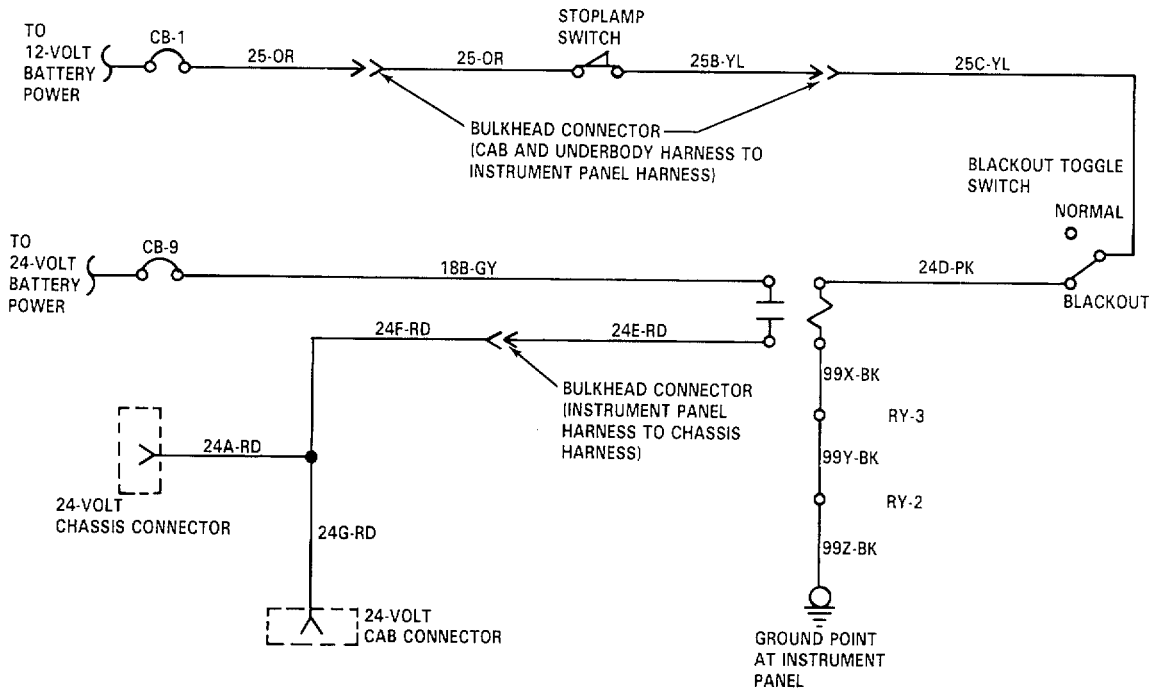 TO
12-VOLT
BATTERY
POWER
CB-1
25-OR
25-OR
STOPLAMP
SWITCH
25B-YL
25C-YL
BULKHEAD CONNECTOR
(CAB AND UNDERBODY HARNESS TO
INSTRUMENT PANEL HARNESS)
BLACKOUT TOGGLE
SWITCH
NORMAL
BLACKOUT
TO
24-VOLT
BATTERY
POWER
CB-9
18B-GY
24D-PK
24F-RD
24E-RD
BULKHEAD CONNECTOR
(INSTRUMENT PANEL
HARNESS TO CHASSIS
HARNESS)
99X-BK
RY-3
99Y-BK
RY-2
99Z-BK
24A-RD
24-VOLT
CHASSIS CONNECTOR
24G-RD
24-VOLT
CAB CONNECTOR
GROUND POINT
AT INSTRUMENT
PANEL